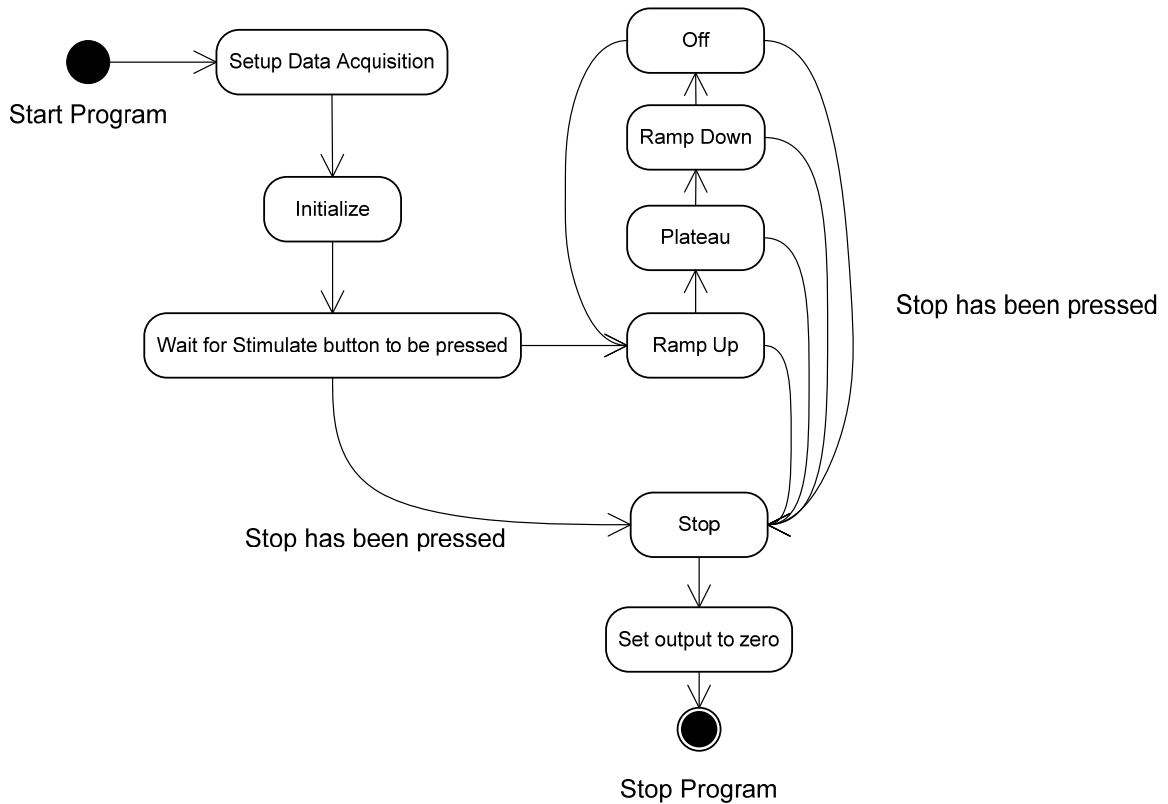 Start Program
Setup Data Acquisition
Initialize
Wait for Stimulate button to be pressed
Off
Ramp Down
Plateau
Ramp Up
Stop has been pressed
Stop has been pressed
Stop
Set output to zero
Stop Program